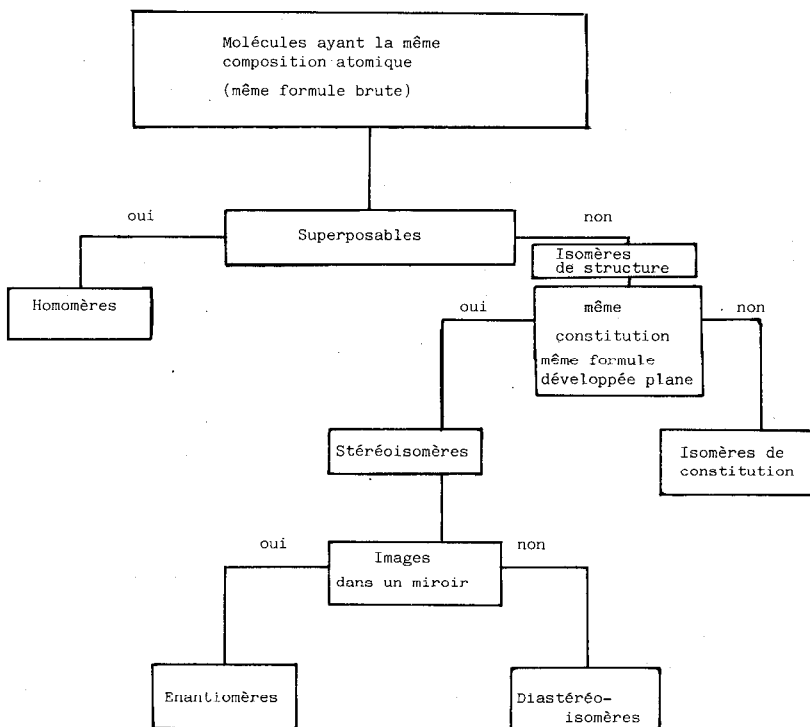 Molécules ayant la même
composition atomique
(même formule brute)
oui
Superposables
non
Isomères
de structure
Homomères
oui
même
constitution
même formule
développée plane
non
Stéréoisomères
Isomères de
constitution
oui
Images
dans un miroir
non
Enantiomères
Diastéréo-
isomères